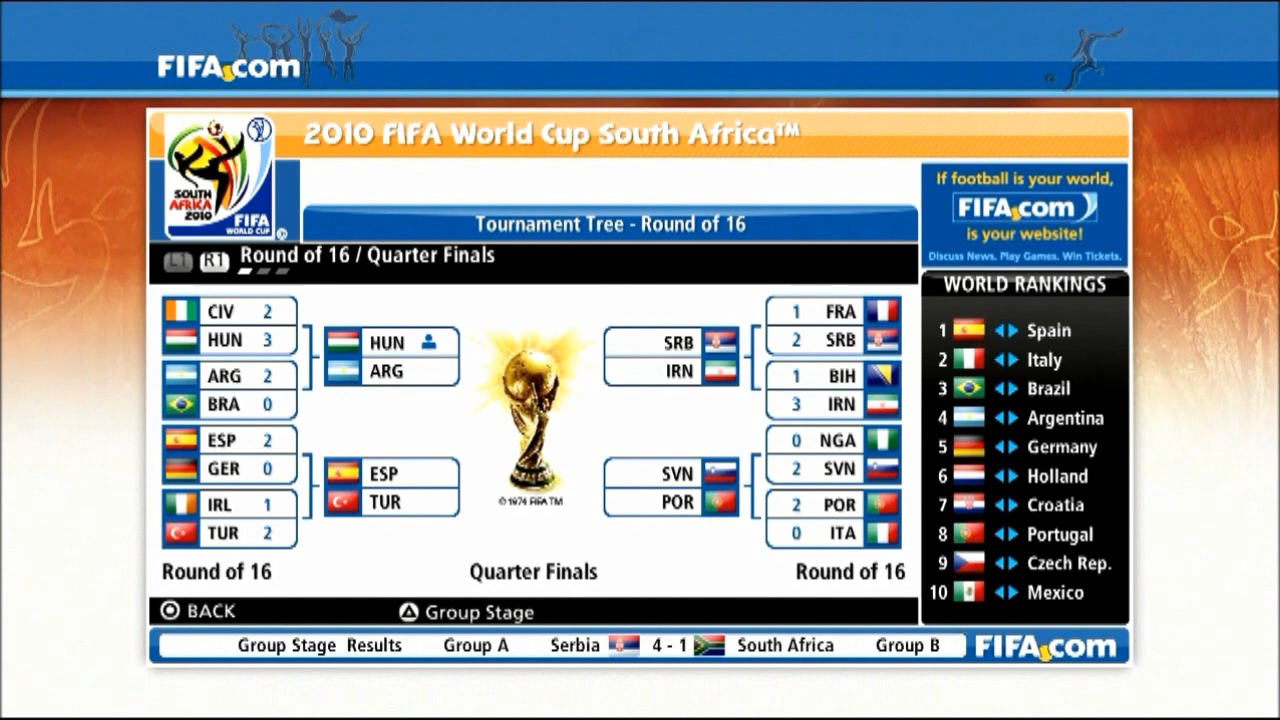 FIFA.com
2010 FIFA World Cup South Africa™
SOUTH
AFRICA
2010
FIFA
WORLD CUP
Tournament Tree - Round of 16
If football is your world,
FIFA.com
is your website!
Discuss News. Play Games. Win Tickets.
L1 R1 Round of 16 / Quarter Finals
CIV 2
HUN 3
ARG 2
BRA 0
ESP 2
GER 0
IRL 1
TUR 2
Round of 16
HUN
ARG
ESP
TUR
© 1974 FIFA TM
Quarter Finals
SRB
IRN
SVN
POR
1 FRA
2 SRB
1 BIH
3 IRN
0 NGA
2 SVN
2 POR
0 ITA
Round of 16
WORLD RANKINGS
1 Spain
2 Italy
3 Brazil
4 Argentina
5 Germany
6 Holland
7 Croatia
8 Portugal
9 Czech Rep.
10 Mexico
BACK Group Stage
Group Stage Results Group A Serbia 4 - 1 South Africa Group B FIFA.com